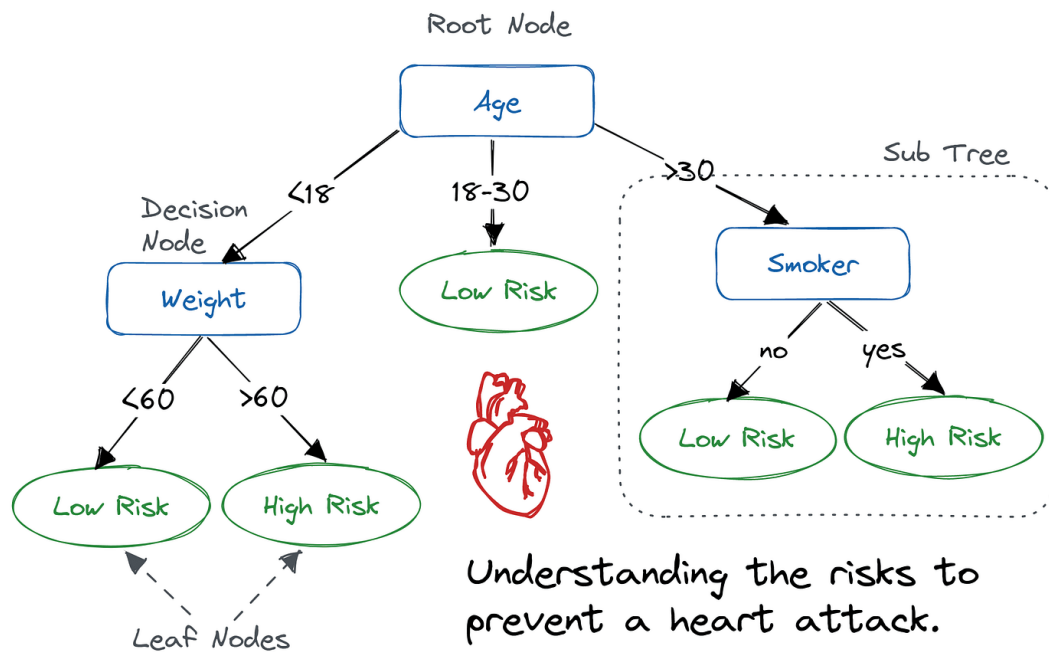 Root Node
Age
Sub Tree
<18
18-30
>30
Decision
Node
Weight
Low Risk
Smoker
<60
>60
no
yes
Low Risk
High Risk
Low Risk
High Risk
Leaf Nodes
Understanding the risks to
prevent a heart attack.